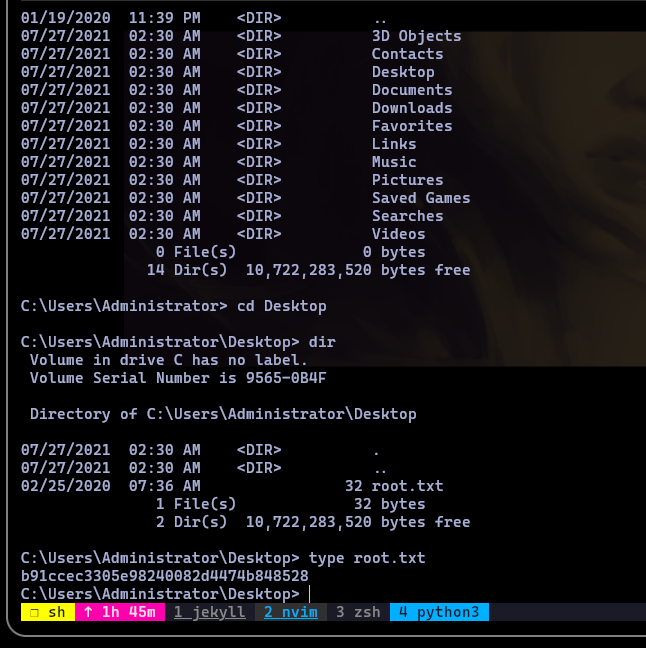 01/19/2020  11:39 PM    <DIR>          ..
07/27/2021  02:30 AM    <DIR>          3D Objects
07/27/2021  02:30 AM    <DIR>          Contacts
07/27/2021  02:30 AM    <DIR>          Desktop
07/27/2021  02:30 AM    <DIR>          Documents
07/27/2021  02:30 AM    <DIR>          Downloads
07/27/2021  02:30 AM    <DIR>          Favorites
07/27/2021  02:30 AM    <DIR>          Links
07/27/2021  02:30 AM    <DIR>          Music
07/27/2021  02:30 AM    <DIR>          Pictures
07/27/2021  02:30 AM    <DIR>          Saved Games
07/27/2021  02:30 AM    <DIR>          Searches
07/27/2021  02:30 AM    <DIR>          Videos
               0 File(s)              0 bytes
              14 Dir(s)  10,722,283,520 bytes free
C:\Users\Administrator> cd Desktop
C:\Users\Administrator\Desktop> dir
 Volume in drive C has no label.
 Volume Serial Number is 9565-0B4F
 Directory of C:\Users\Administrator\Desktop
07/27/2021  02:30 AM    <DIR>          .
07/27/2021  02:30 AM    <DIR>          ..
02/25/2020  07:36 AM                32 root.txt
               1 File(s)             32 bytes
               2 Dir(s)  10,722,283,520 bytes free
C:\Users\Administrator\Desktop> type root.txt
b91ccec3305e98240082d4474b848528
C:\Users\Administrator\Desktop>
❐ sh ↑ 1h 45m 1 jekyll 2 nvim 3 zsh 4 python3